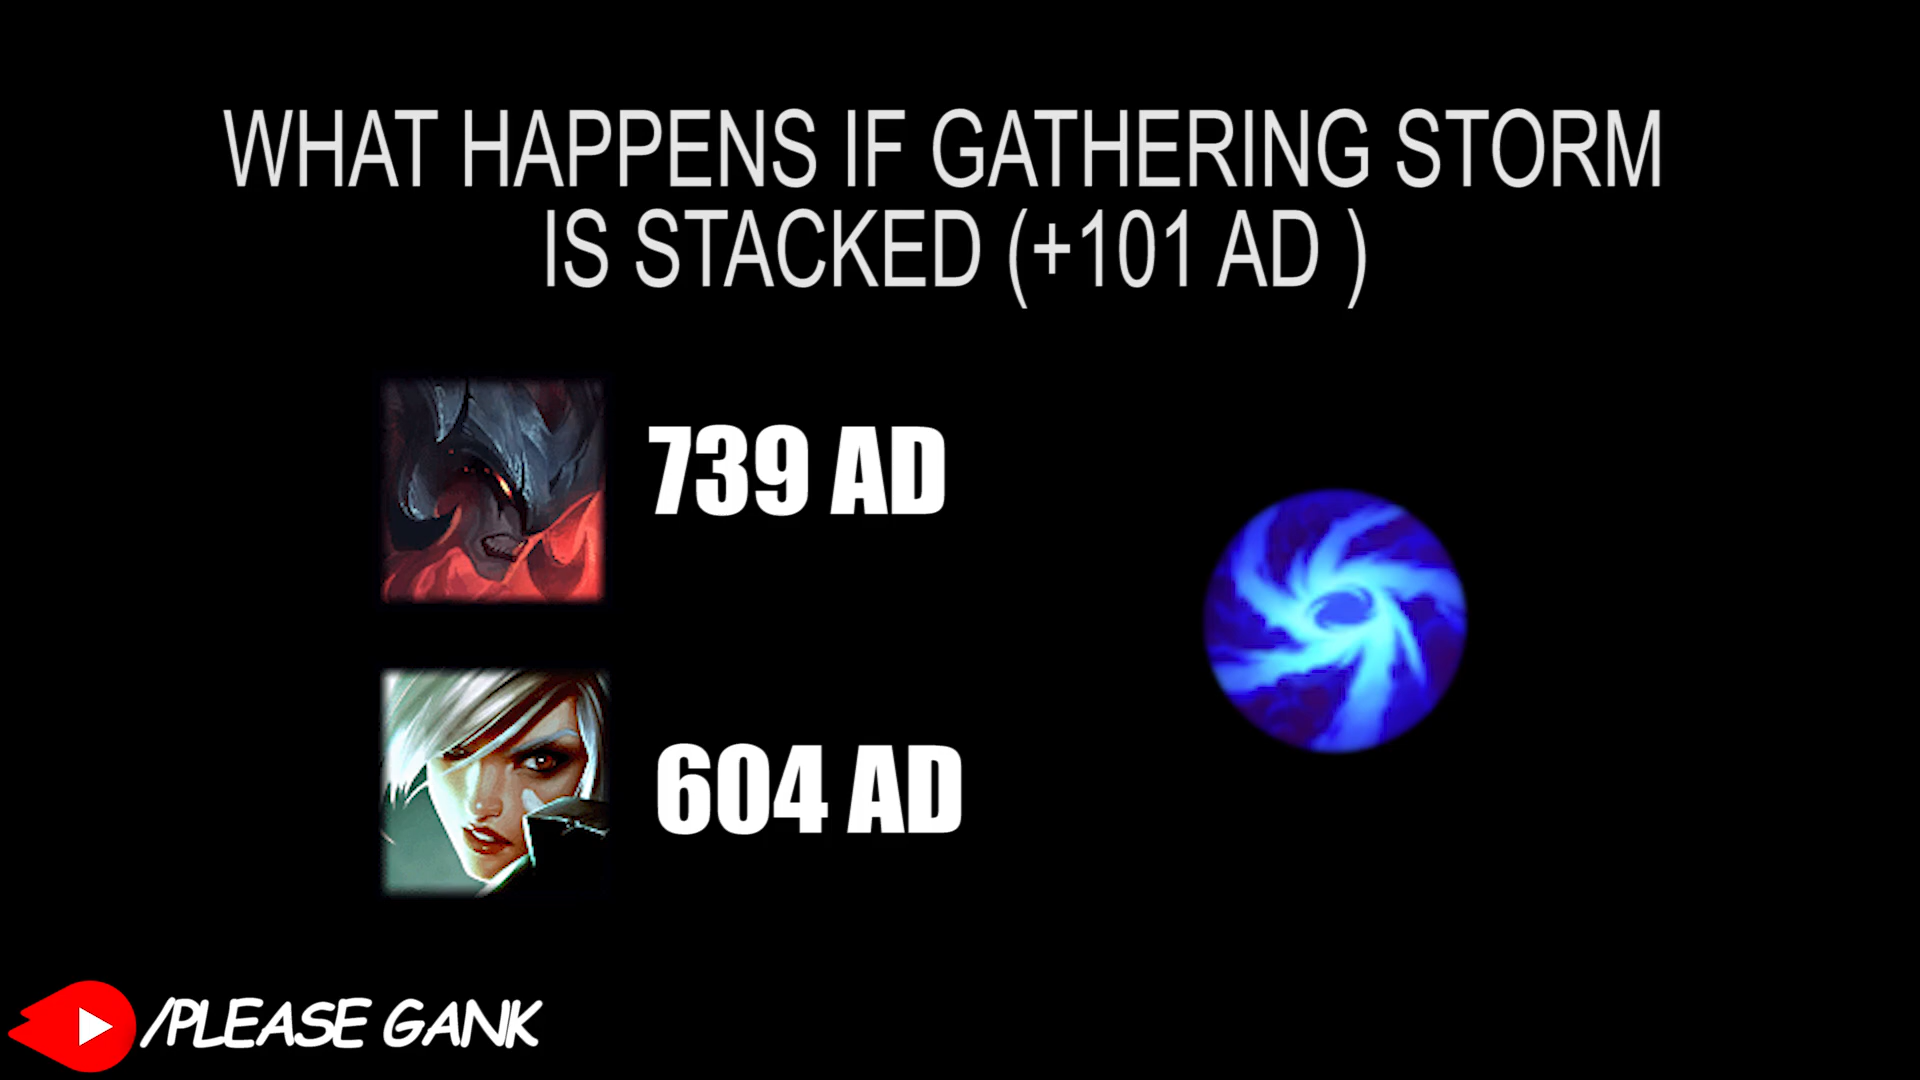 WHAT HAPPENS IF GATHERING STORM
IS STACKED (+101 AD )
739 AD
604 AD
/PLEASE GANK